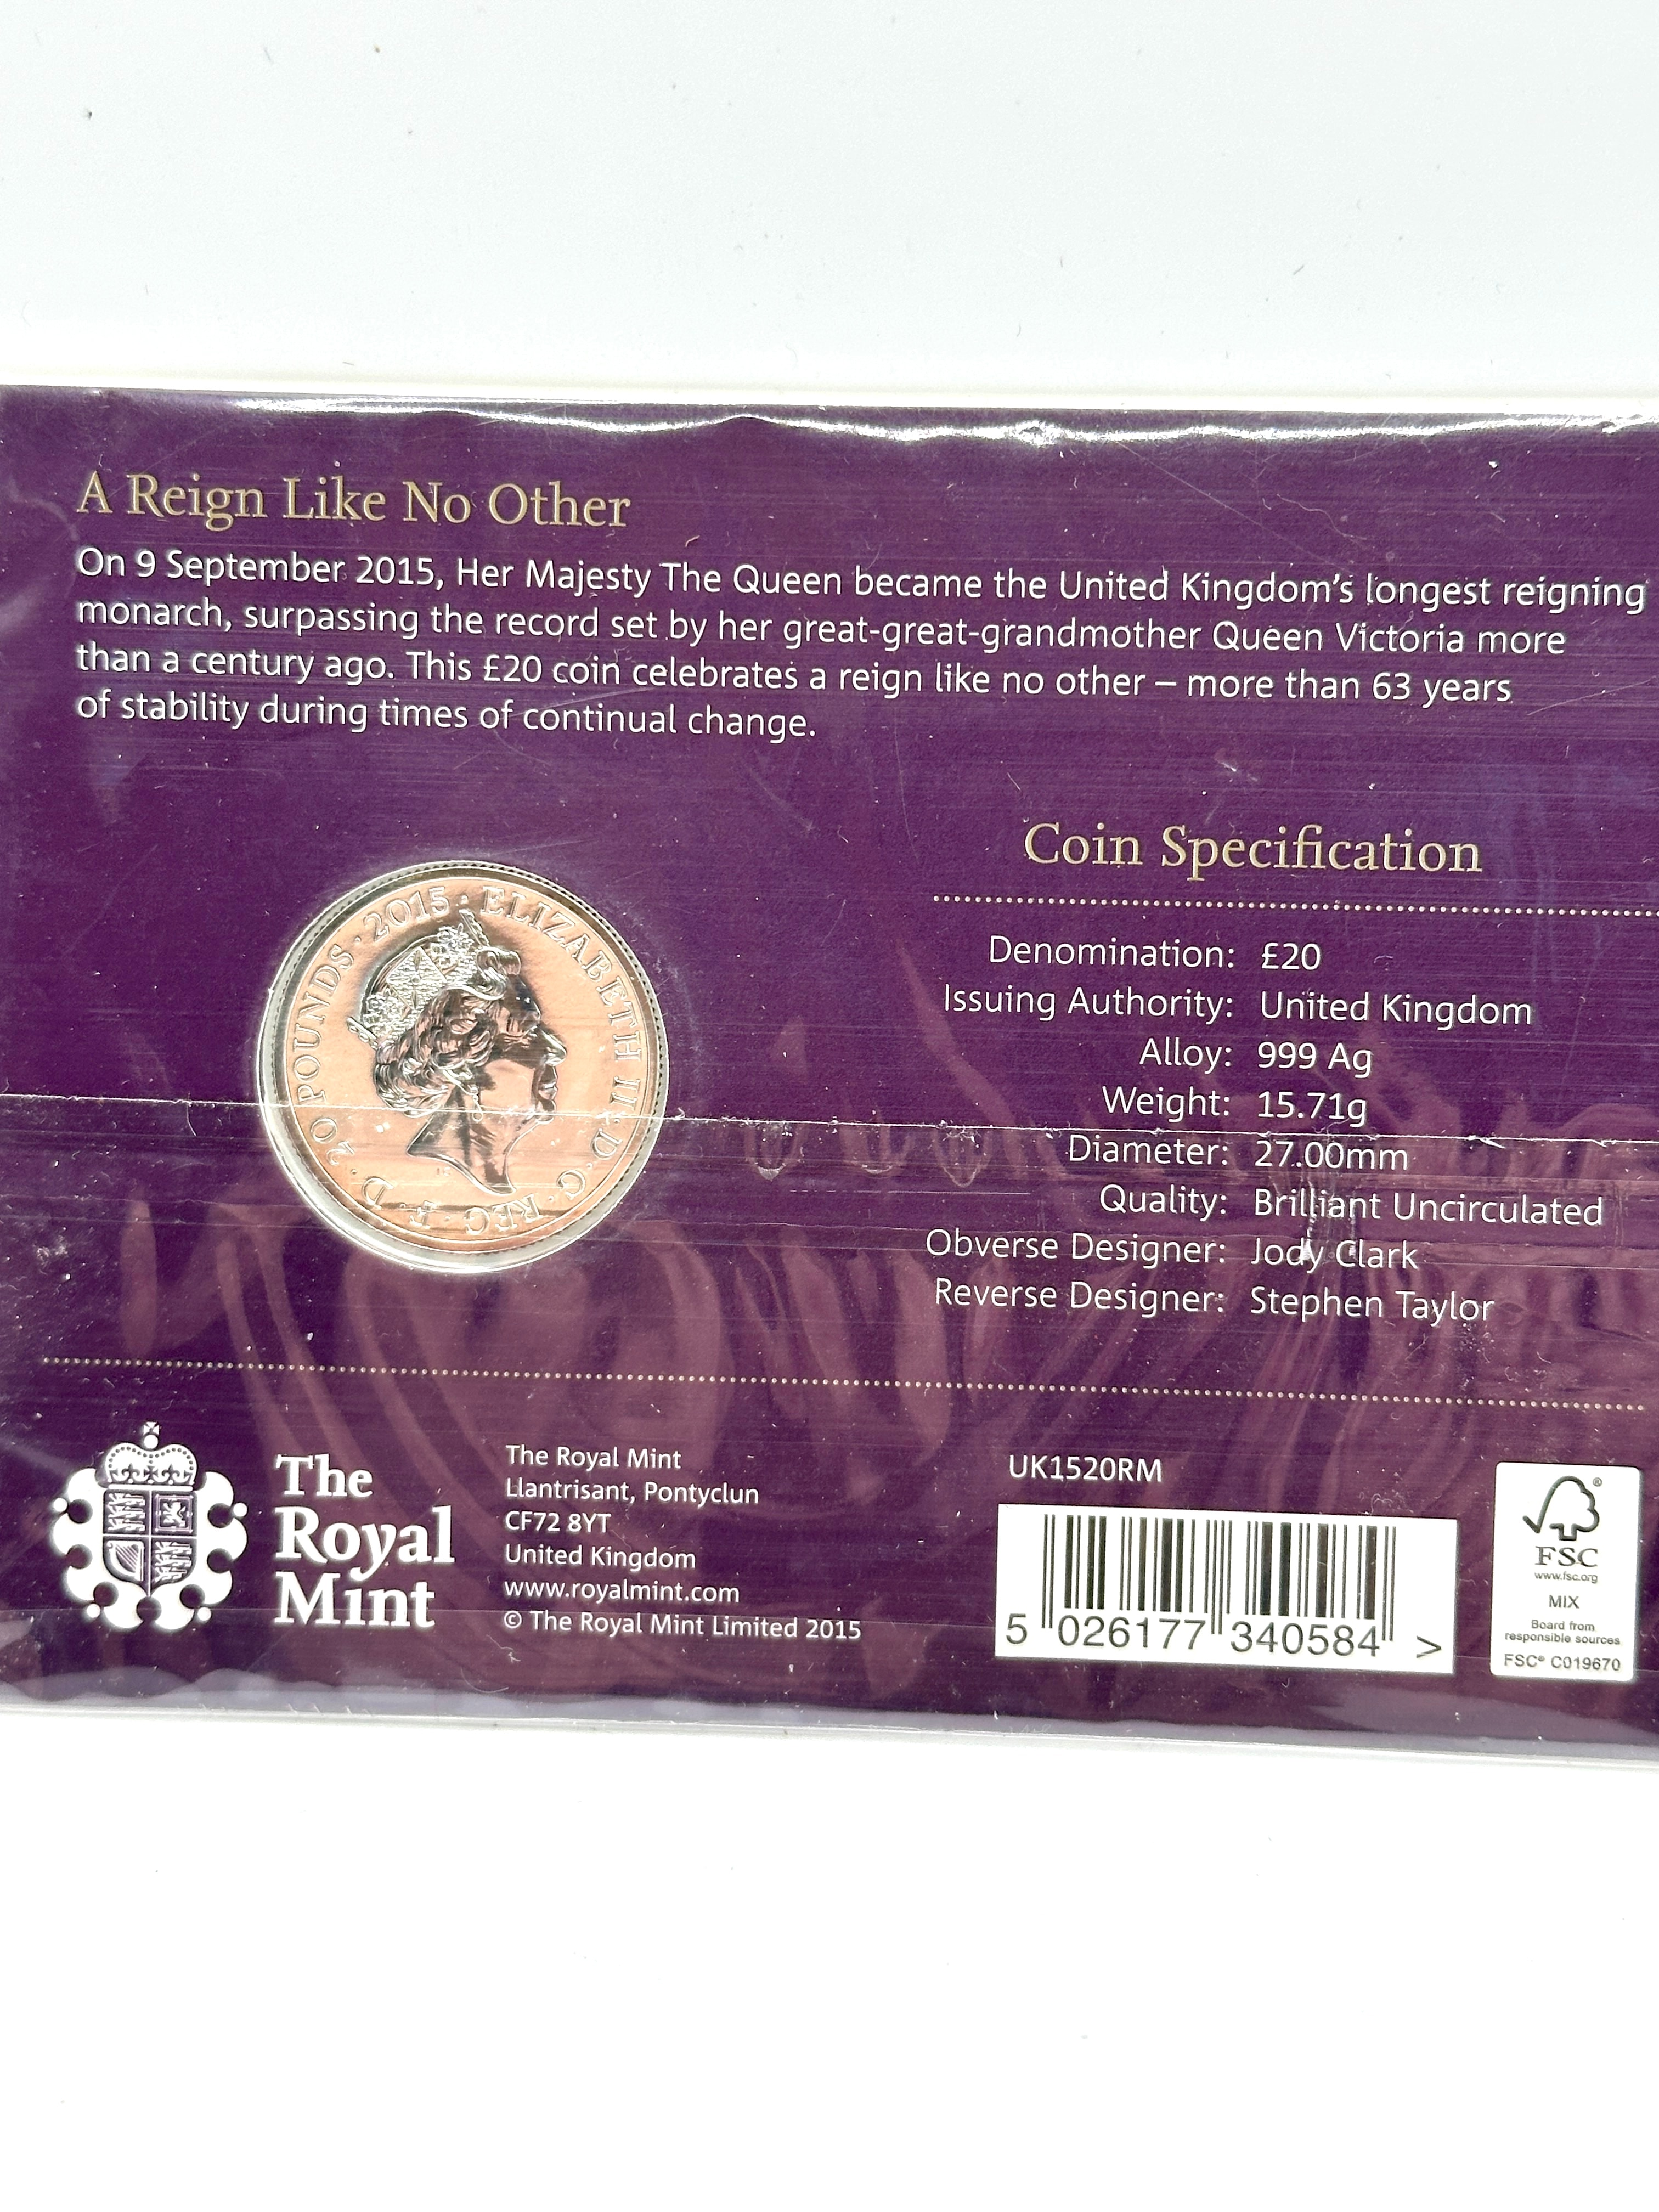 A Reign Like No Other
On 9 September 2015, Her Majesty The Queen became the United Kingdom's longest reigning
monarch, surpassing the record set by her great-great-grandmother Queen Victoria more
than a century ago. This £20 coin celebrates a reign like no other – more than 63 years
of stability during times of continual change.
ELIZABETH II · D · G · REG · F · D · 20 POUNDS · 2015 ·
Coin Specification
Denomination: £20
Issuing Authority: United Kingdom
Alloy: 999 Ag
Weight: 15.71g
Diameter: 27.00mm
Quality: Brilliant Uncirculated
Obverse Designer: Jody Clark
Reverse Designer: Stephen Taylor
The
Royal
Mint
The Royal Mint
Llantrisant, Pontyclun
CF72 8YT
United Kingdom
www.royalmint.com
© The Royal Mint Limited 2015
UK1520RM
5 026177 340584 >
®
FSC
www.fsc.org
MIX
Board from
responsible sources
FSC® C019670